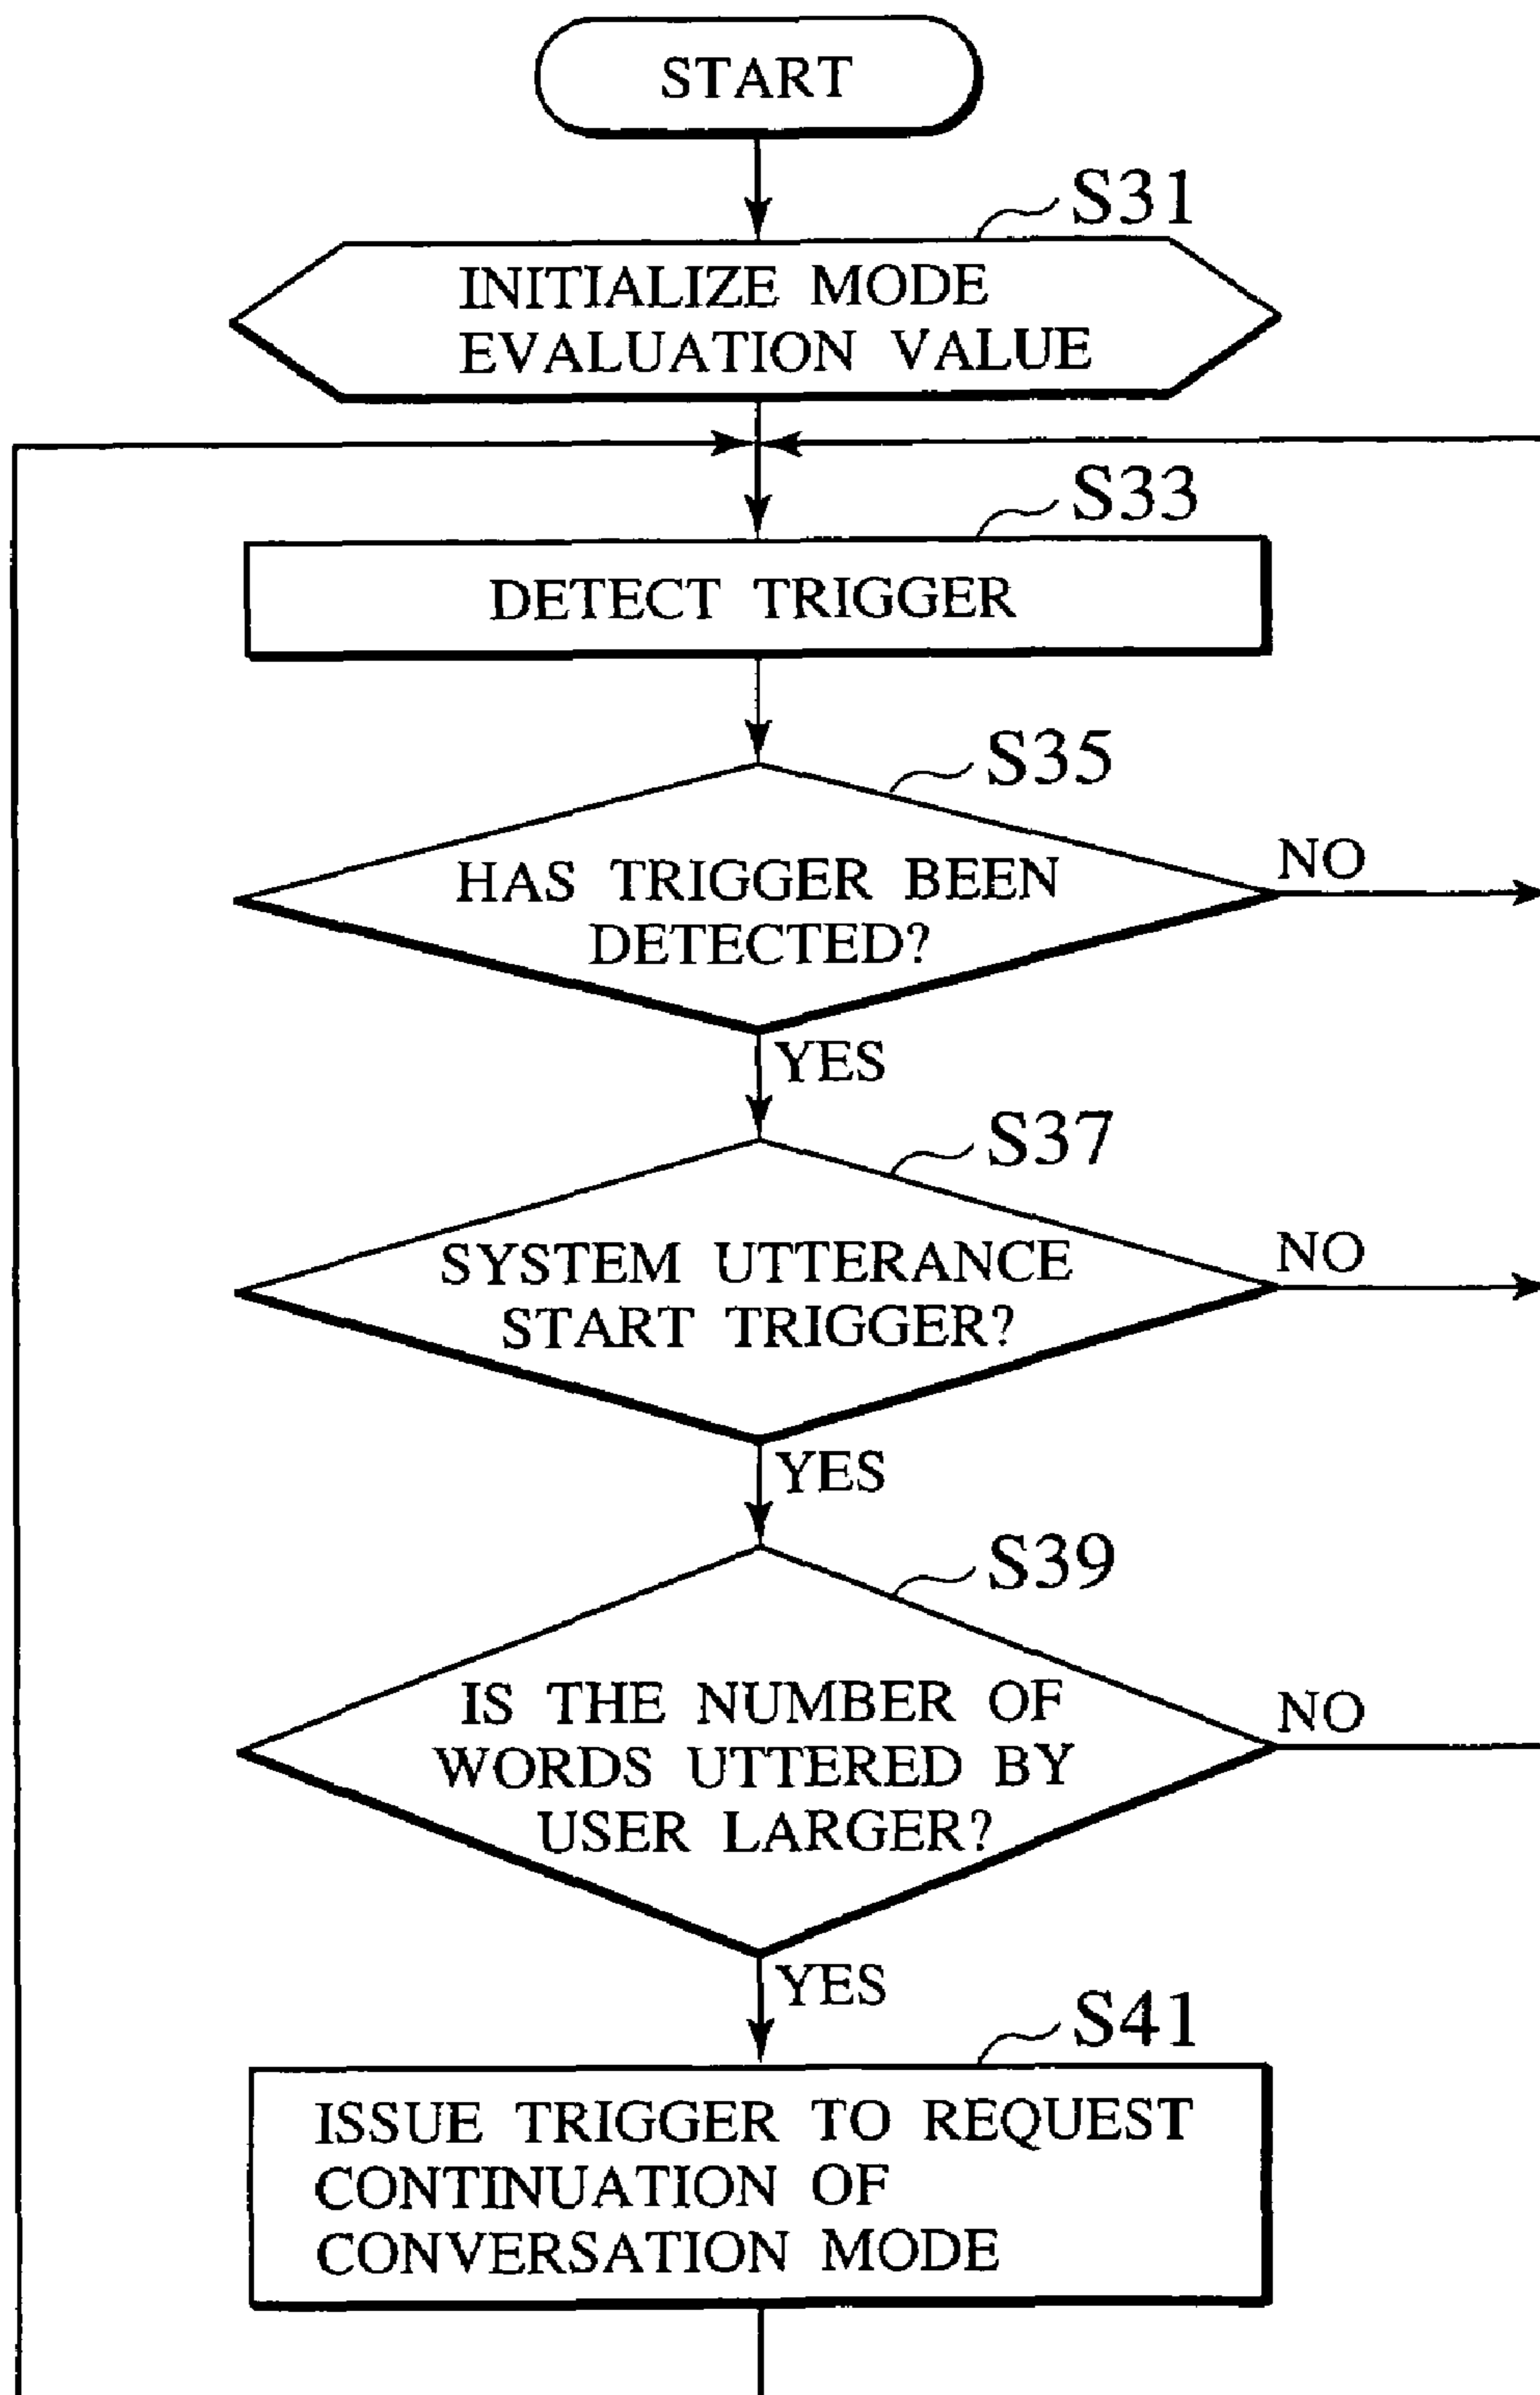 START
S31
INITIALIZE MODE
EVALUATION VALUE
S33
DETECT TRIGGER
S35
HAS TRIGGER BEEN
DETECTED?
NO
YES
S37
SYSTEM UTTERANCE
START TRIGGER?
NO
YES
S39
IS THE NUMBER OF
WORDS UTTERED BY
USER LARGER?
NO
YES
S41
ISSUE TRIGGER TO REQUEST
CONTINUATION OF
CONVERSATION MODE